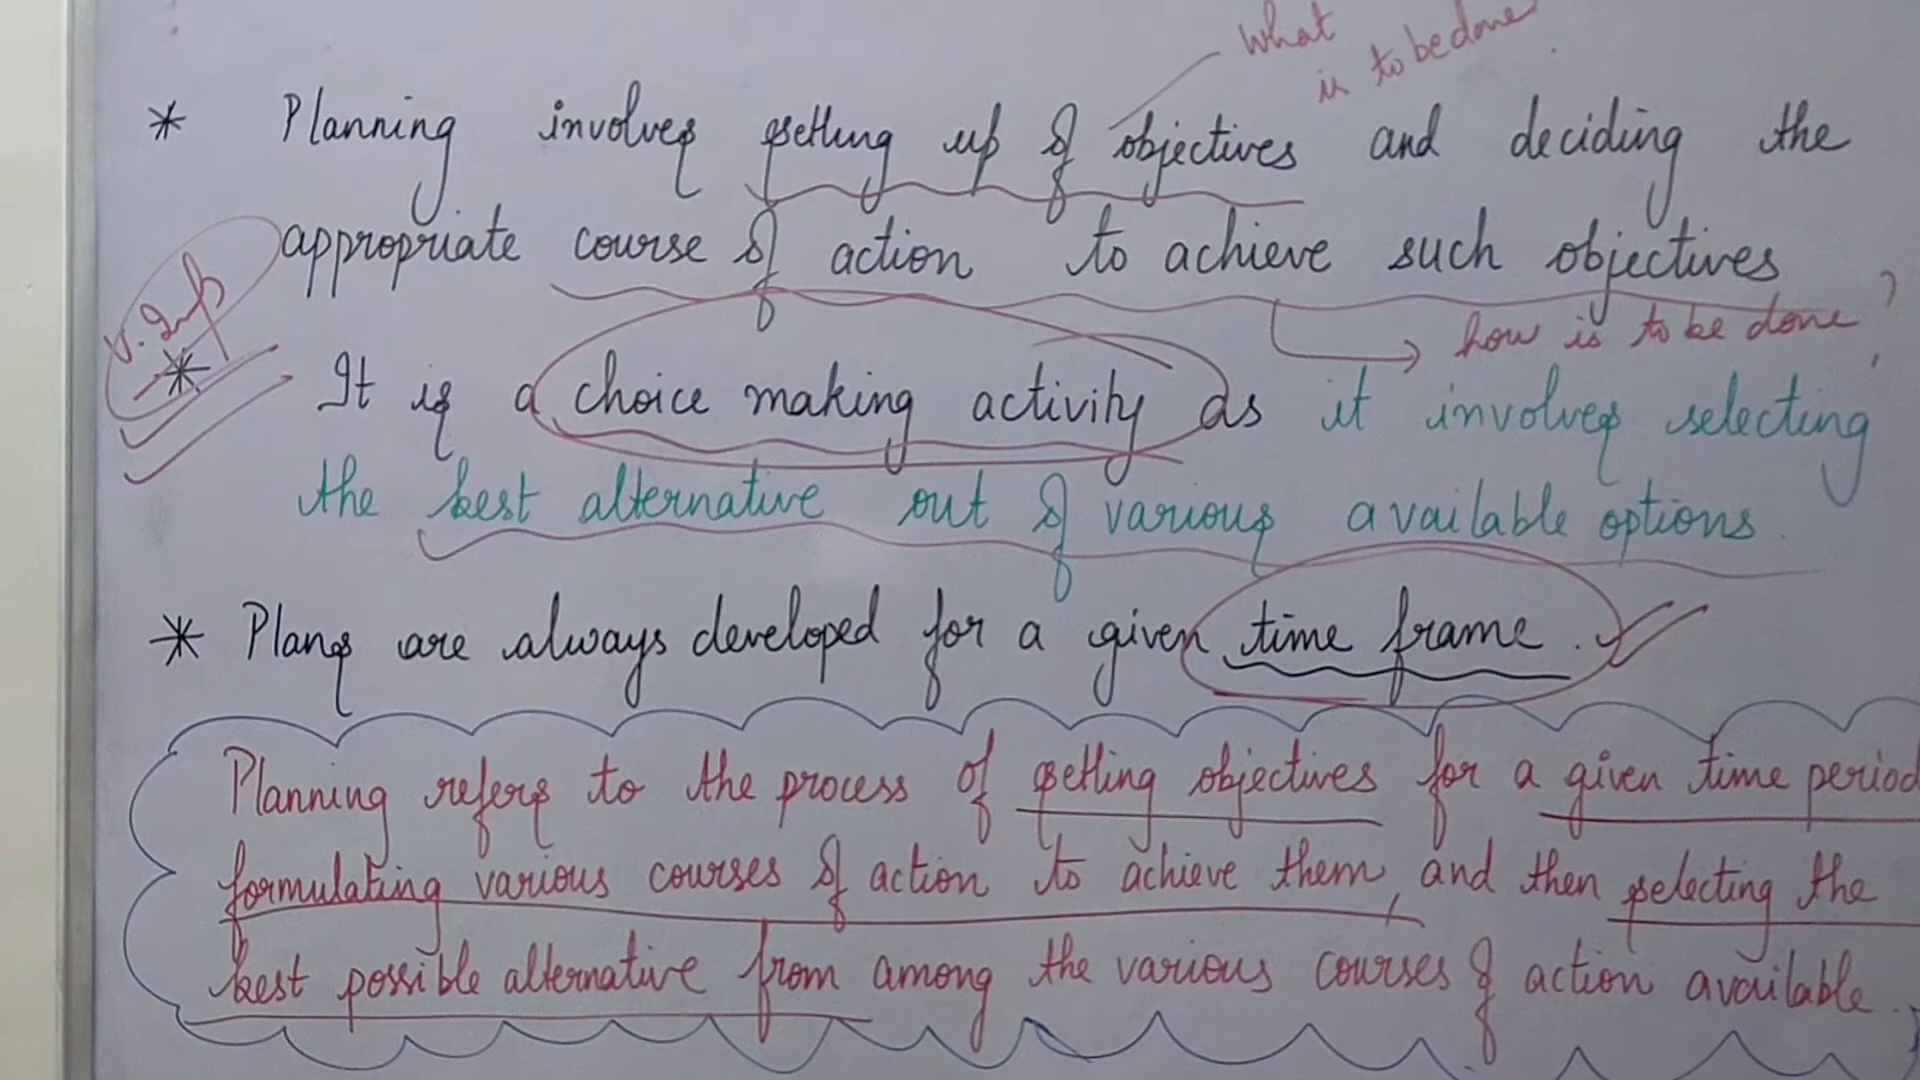 what
is to be done
* Planning involves setting up of objectives and deciding the
appropriate course of action to achieve such objectives
how is to be done ?
V. Imp
* It is a choice making activity as it involves selecting
the best alternative out of various available options.
* Plans are always developed for a given time frame.
Planning refers to the process of setting objectives for a given time period
formulating various courses of action to achieve them, and then selecting the
best possible alternative from among the various courses of action available.